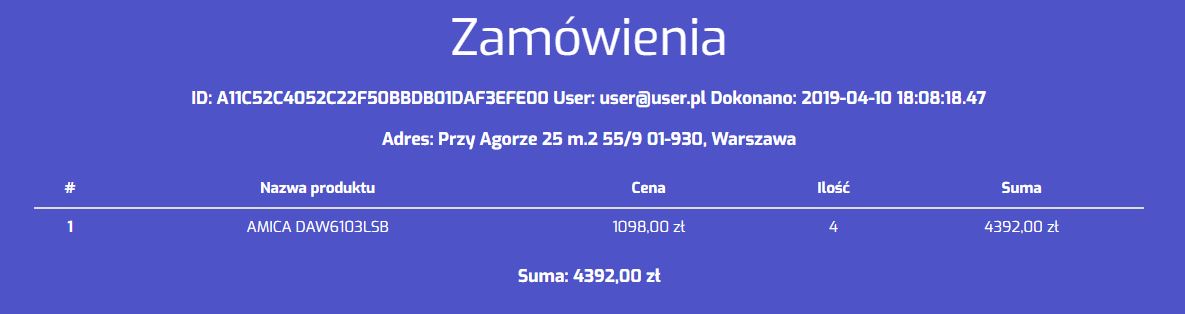 Zamówienia
ID: A11C52C4052C22F50BBDB01DAF3EFE00 User: user@user.pl Dokonano: 2019-04-10 18:08:18.47
Adres: Przy Agorze 25 m.2 55/9 01-930, Warszawa
# Nazwa produktu Cena Ilość Suma
1 AMICA DAW6103LSB 1098,00 zł 4 4392,00 zł
Suma: 4392,00 zł